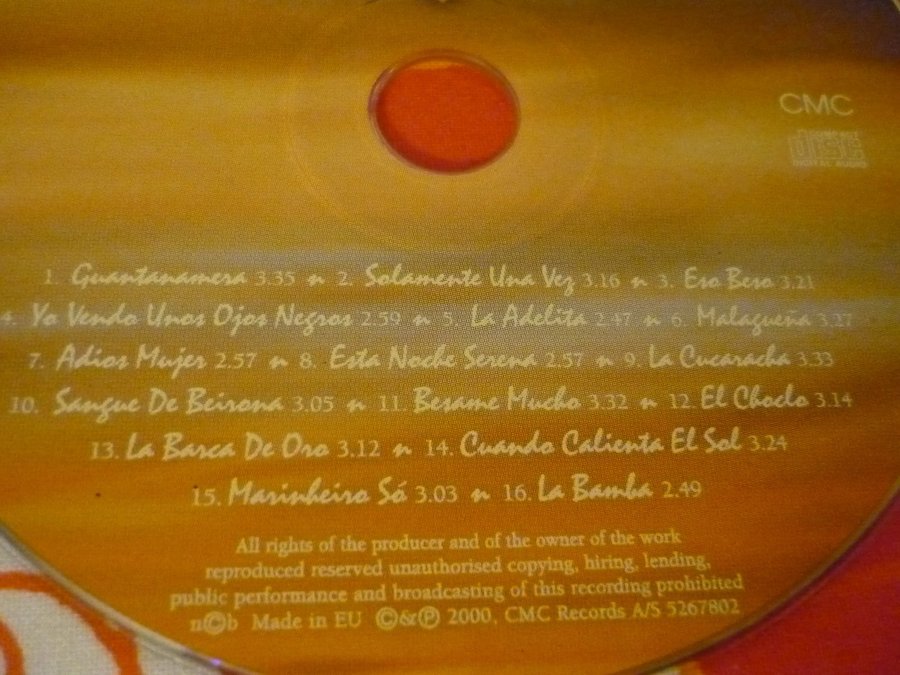 CMC
COMPACT
disc
DIGITAL AUDIO
1. Guantanamera 3.35 n 2. Solamente Una Vez 3.16 n 3. Eso Beso 3.21
4. Yo Vendo Unos Ojos Negros 2.59 n 5. La Adelita 2.47 n 6. Malagueña 3.27
7. Adios Mujer 2.57 n 8. Esta Noche Serena 2.57 n 9. La Cucaracha 3.33
10. Sangue De Beirona 3.05 n 11. Besame Mucho 3.32 n 12. El Choclo 3.14
13. La Barca De Oro 3.12 n 14. Cuando Calienta El Sol 3.24
15. Marinheiro Só 3.03 n 16. La Bamba 2.49
All rights of the producer and of the owner of the work
reproduced reserved unauthorised copying, hiring, lending,
public performance and broadcasting of this recording prohibited
n©b Made in EU ©&℗ 2000, CMC Records A/S 5267802